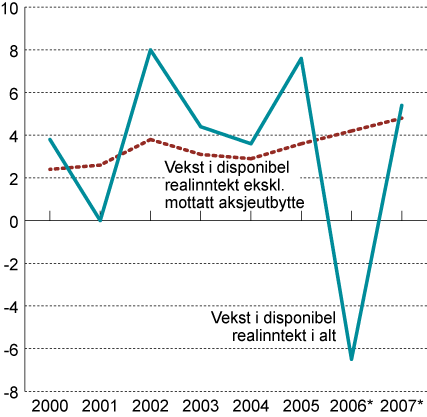 10
8
6
4
2
0
-2
-4
-6
-8
Vekst i disponibel
realinntekt ekskl.
mottatt aksjeutbytte
Vekst i disponibel
realinntekt i alt
2000 2001 2002 2003 2004 2005 2006* 2007*